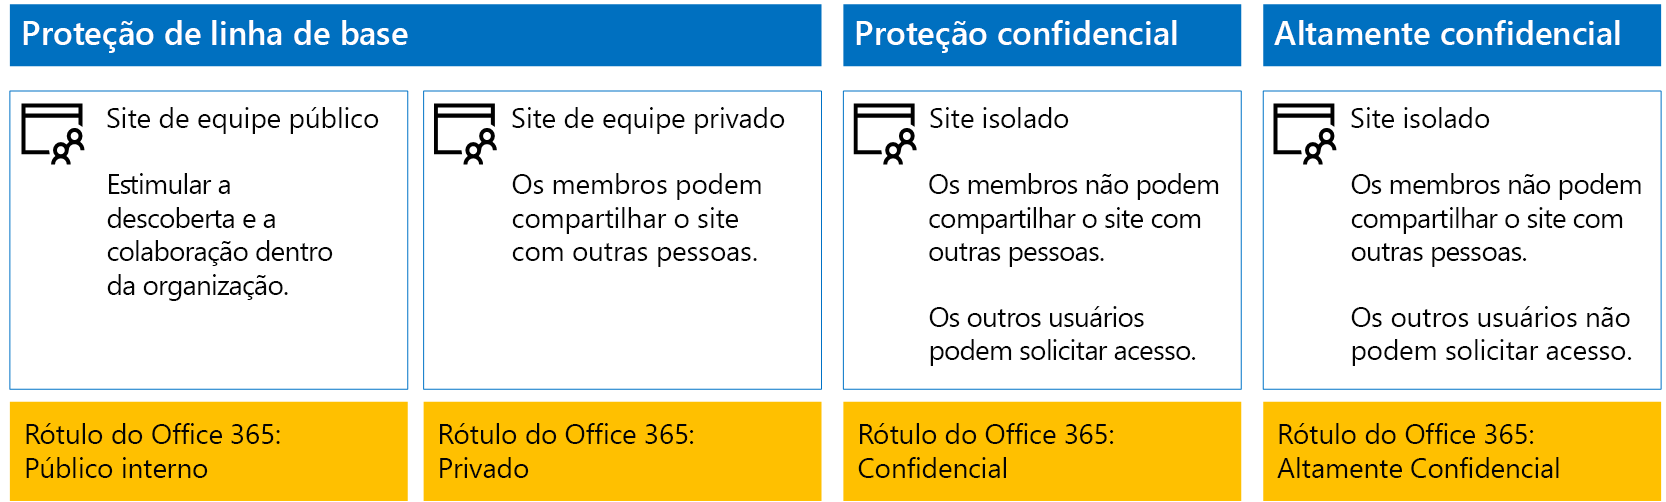 Proteção de linha de base
Proteção confidencial
Altamente confidencial
Site de equipe público
Estimular a
descoberta e a
colaboração dentro
da organização.
Site de equipe privado
Os membros podem
compartilhar o site
com outras pessoas.
Site isolado
Os membros não podem
compartilhar o site com
outras pessoas.
Os outros usuários
podem solicitar acesso.
Site isolado
Os membros não podem
compartilhar o site com
outras pessoas.
Os outros usuários não
podem solicitar acesso.
Rótulo do Office 365:
Público interno
Rótulo do Office 365:
Privado
Rótulo do Office 365:
Confidencial
Rótulo do Office 365:
Altamente Confidencial